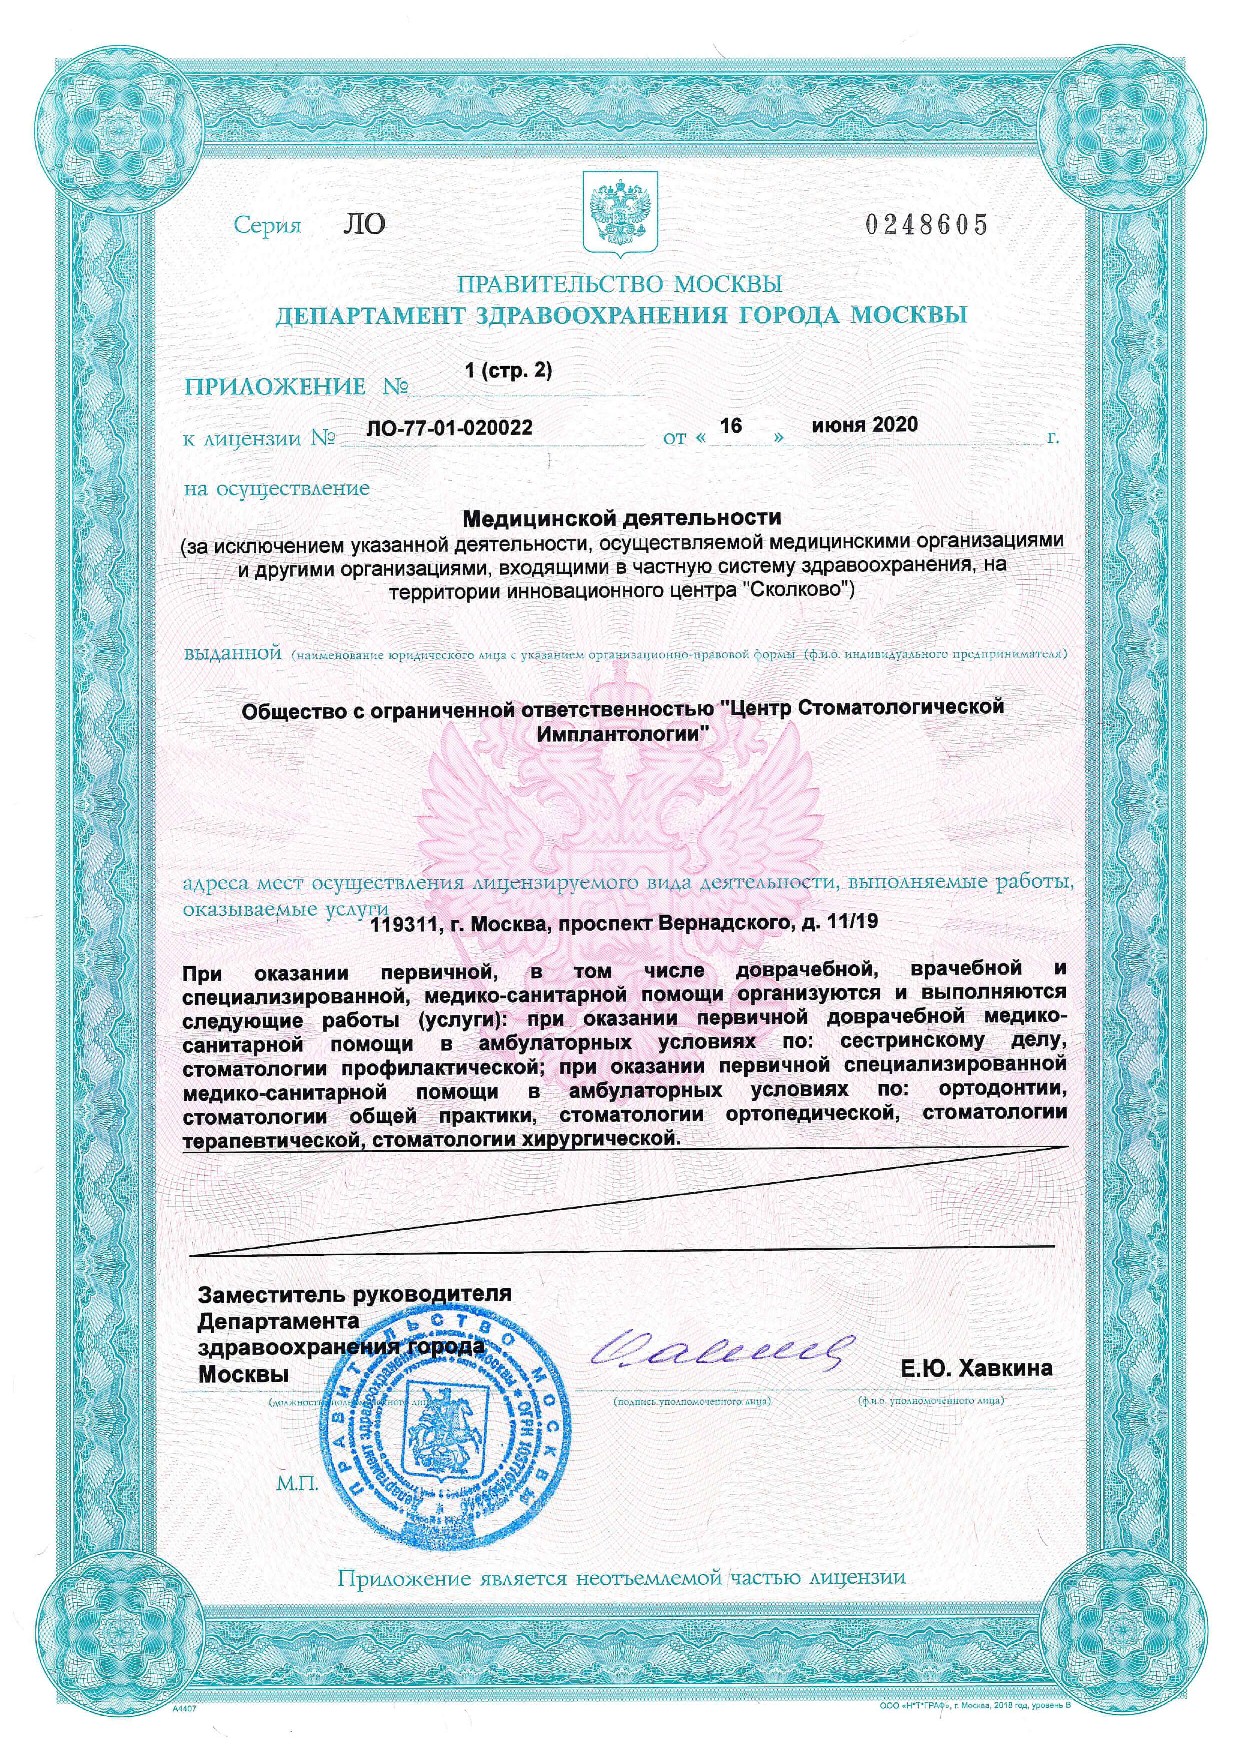 Серия ЛО 0248605
ПРАВИТЕЛЬСТВО МОСКВЫ
ДЕПАРТАМЕНТ ЗДРАВООХРАНЕНИЯ ГОРОДА МОСКВЫ
ПРИЛОЖЕНИЕ № 1 (стр. 2)
к лицензии № ЛО-77-01-020022 от « 16 » июня 2020 г.
на осуществление
Медицинской деятельности
(за исключением указанной деятельности, осуществляемой медицинскими организациями
и другими организациями, входящими в частную систему здравоохранения, на
территории инновационного центра "Сколково")
выданной (наименование юридического лица с указанием организационно-правовой формы (ф.и.о. индивидуального предпринимателя)
Общество с ограниченной ответственностью "Центр Стоматологической
Имплантологии"
адреса мест осуществления лицензируемого вида деятельности, выполняемые работы,
оказываемые услуги
119311, г. Москва, проспект Вернадского, д. 11/19
При оказании первичной, в том числе доврачебной, врачебной и
специализированной, медико-санитарной помощи организуются и выполняются
следующие работы (услуги): при оказании первичной доврачебной медико-
санитарной помощи в амбулаторных условиях по: сестринскому делу,
стоматологии профилактической; при оказании первичной специализированной
медико-санитарной помощи в амбулаторных условиях по: ортодонтии,
стоматологии общей практики, стоматологии ортопедической, стоматологии
терапевтической, стоматологии хирургической.
Заместитель руководителя
Департамента
здравоохранения города
Москвы
Е.Ю. Хавкина
(должность уполномоченного лица) (подпись уполномоченного лица) (ф.и.о. уполномоченного лица)
ПРАВИТЕЛЬСТВО МОСКВЫ
Департамент здравоохранения города Москвы
М.П.
Приложение является неотъемлемой частью лицензии
А4407 ООО «Н*Т*ГРАФ», г. Москва, 2018 год, уровень В